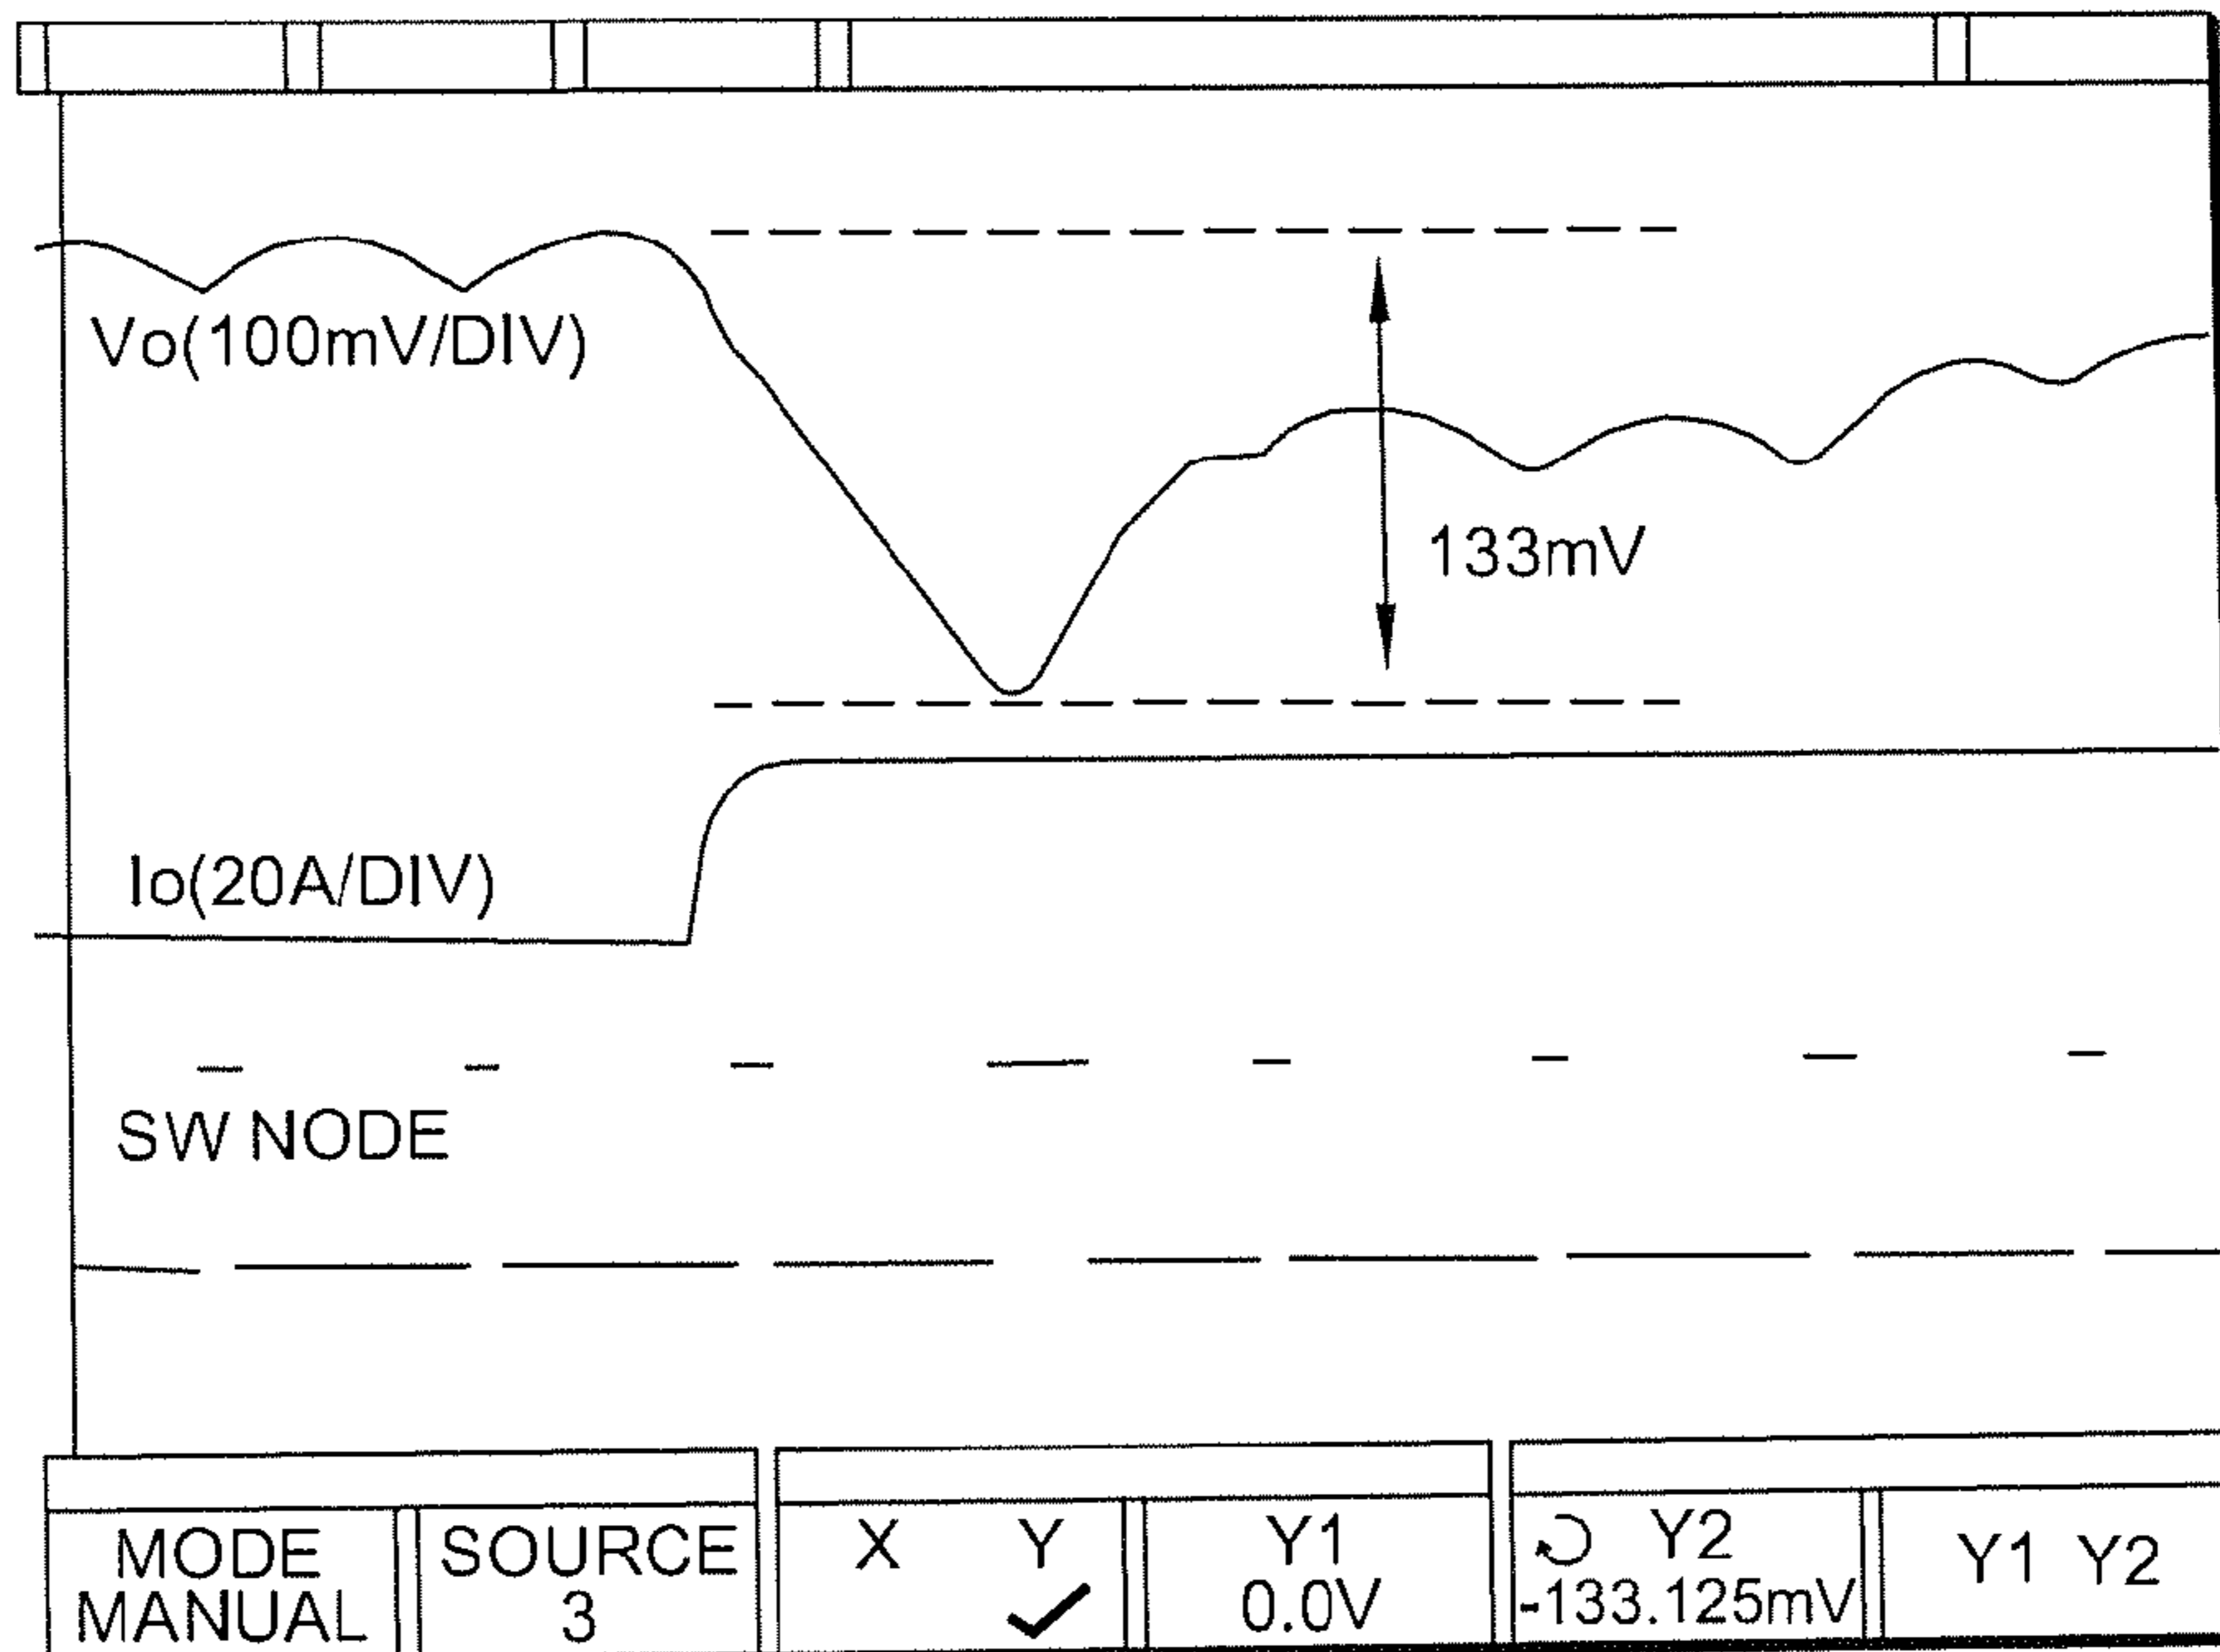 Vo(100mV/DIV)
133mV
Io(20A/DIV)
SW NODE
MODE
MANUAL
SOURCE
3
X Y
Y1
0.0V
Y2
-133.125mV
Y1 Y2